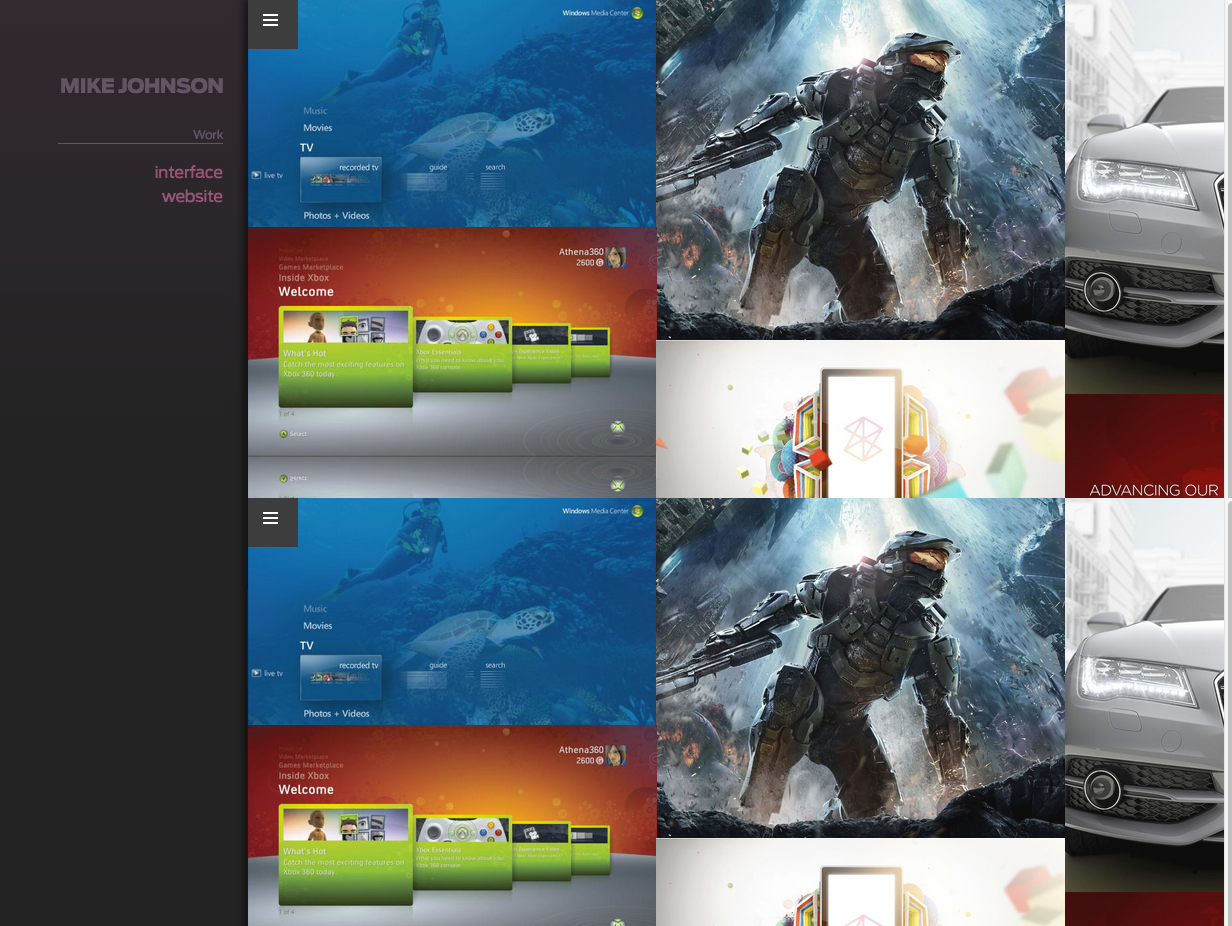 MIKE JOHNSON
Work
interface
website
Windows Media Center
Music
Movies
TV
recorded tv
guide
search
live tv
Photos + Videos
Athena360
2600 G
Video Marketplace
Games Marketplace
Inside Xbox
Welcome
What's Hot
Catch the most exciting features on
Xbox 360 today.
Xbox Essentials
What you need to know about your
Xbox 360 console.
1 of 4
Select
ADVANCING OUR
Windows Media Center
Music
Movies
TV
recorded tv
guide
search
live tv
Photos + Videos
Athena360
2600 G
Video Marketplace
Games Marketplace
Inside Xbox
Welcome
What's Hot
Catch the most exciting features on
Xbox 360 today.
Xbox Essentials
What you need to know about your
Xbox 360 console.
1 of 4